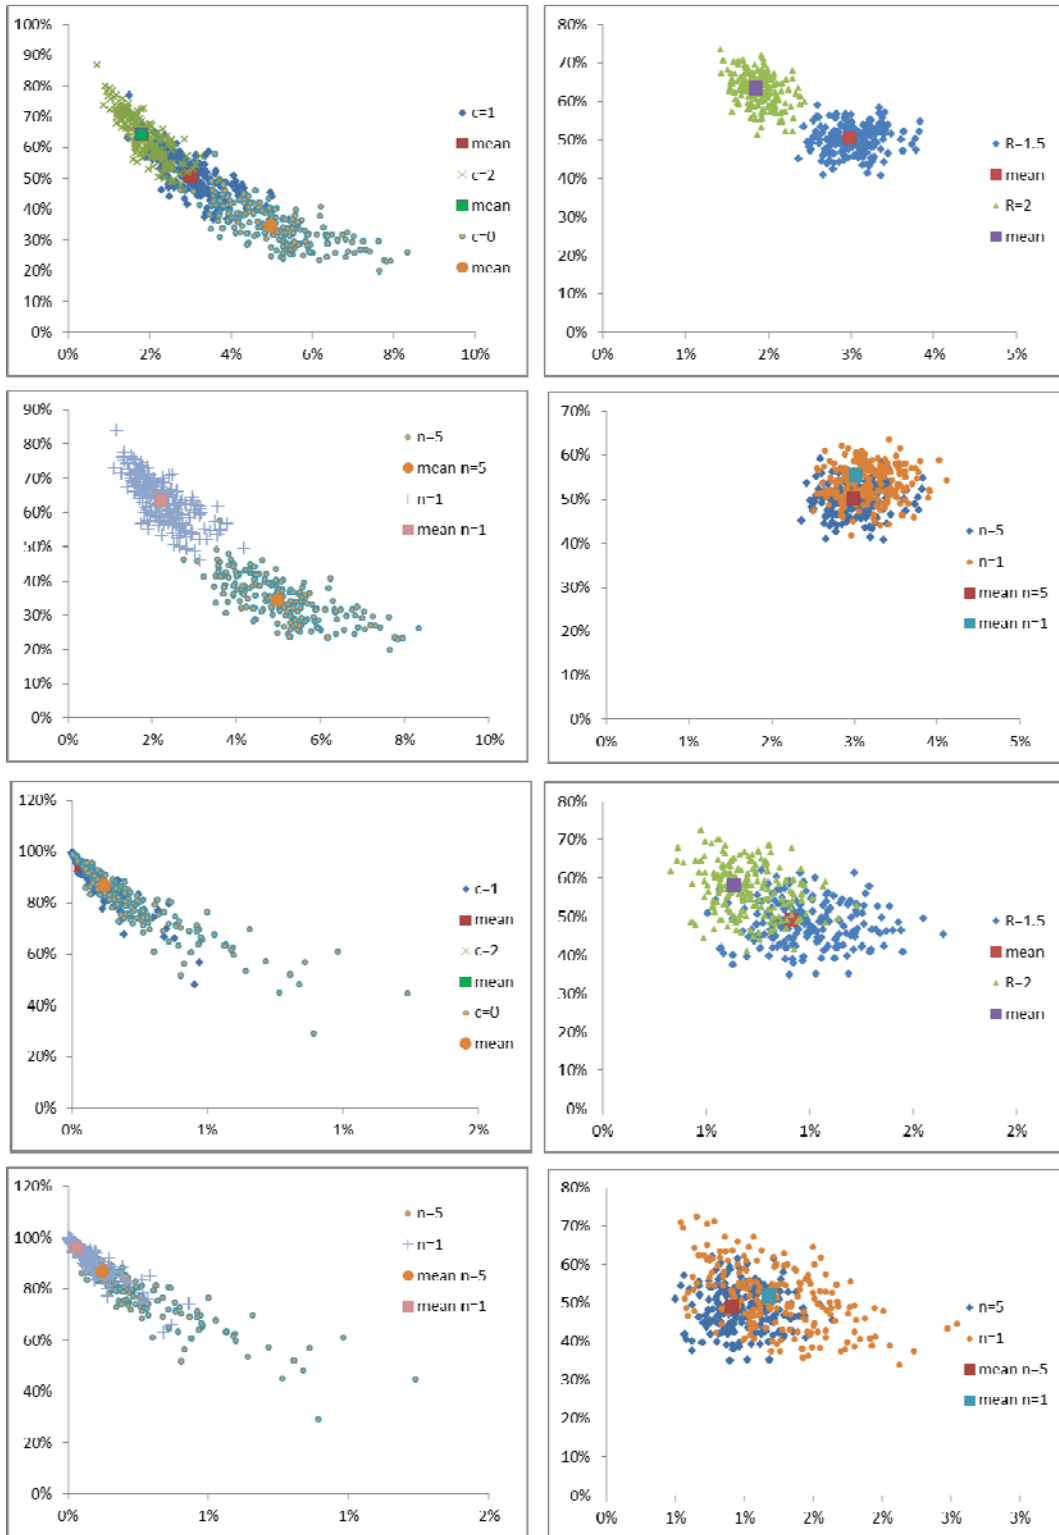 100%
90%
80%
70%
60%
50%
40%
30%
20%
10%
0%
0% 2% 4% 6% 8% 10%
c=1
mean
c=2
mean
c=0
mean
80%
70%
60%
50%
40%
30%
20%
10%
0%
0% 1% 2% 3% 4% 5%
R=1.5
mean
R=2
mean
90%
80%
70%
60%
50%
40%
30%
20%
10%
0%
0% 2% 4% 6% 8% 10%
n=5
mean n=5
n=1
mean n=1
70%
60%
50%
40%
30%
20%
10%
0%
0% 1% 2% 3% 4% 5%
n=5
n=1
mean n=5
mean n=1
120%
100%
80%
60%
40%
20%
0%
0% 1% 1% 2%
c=1
mean
c=2
mean
c=0
mean
80%
70%
60%
50%
40%
30%
20%
10%
0%
0% 1% 1% 2% 2%
R=1.5
mean
R=2
mean
120%
100%
80%
60%
40%
20%
0%
0% 1% 1% 2%
n=5
n=1
mean n=5
mean n=1
80%
70%
60%
50%
40%
30%
20%
10%
0%
0% 1% 1% 2% 2% 3% 3%
n=5
n=1
mean n=5
mean n=1